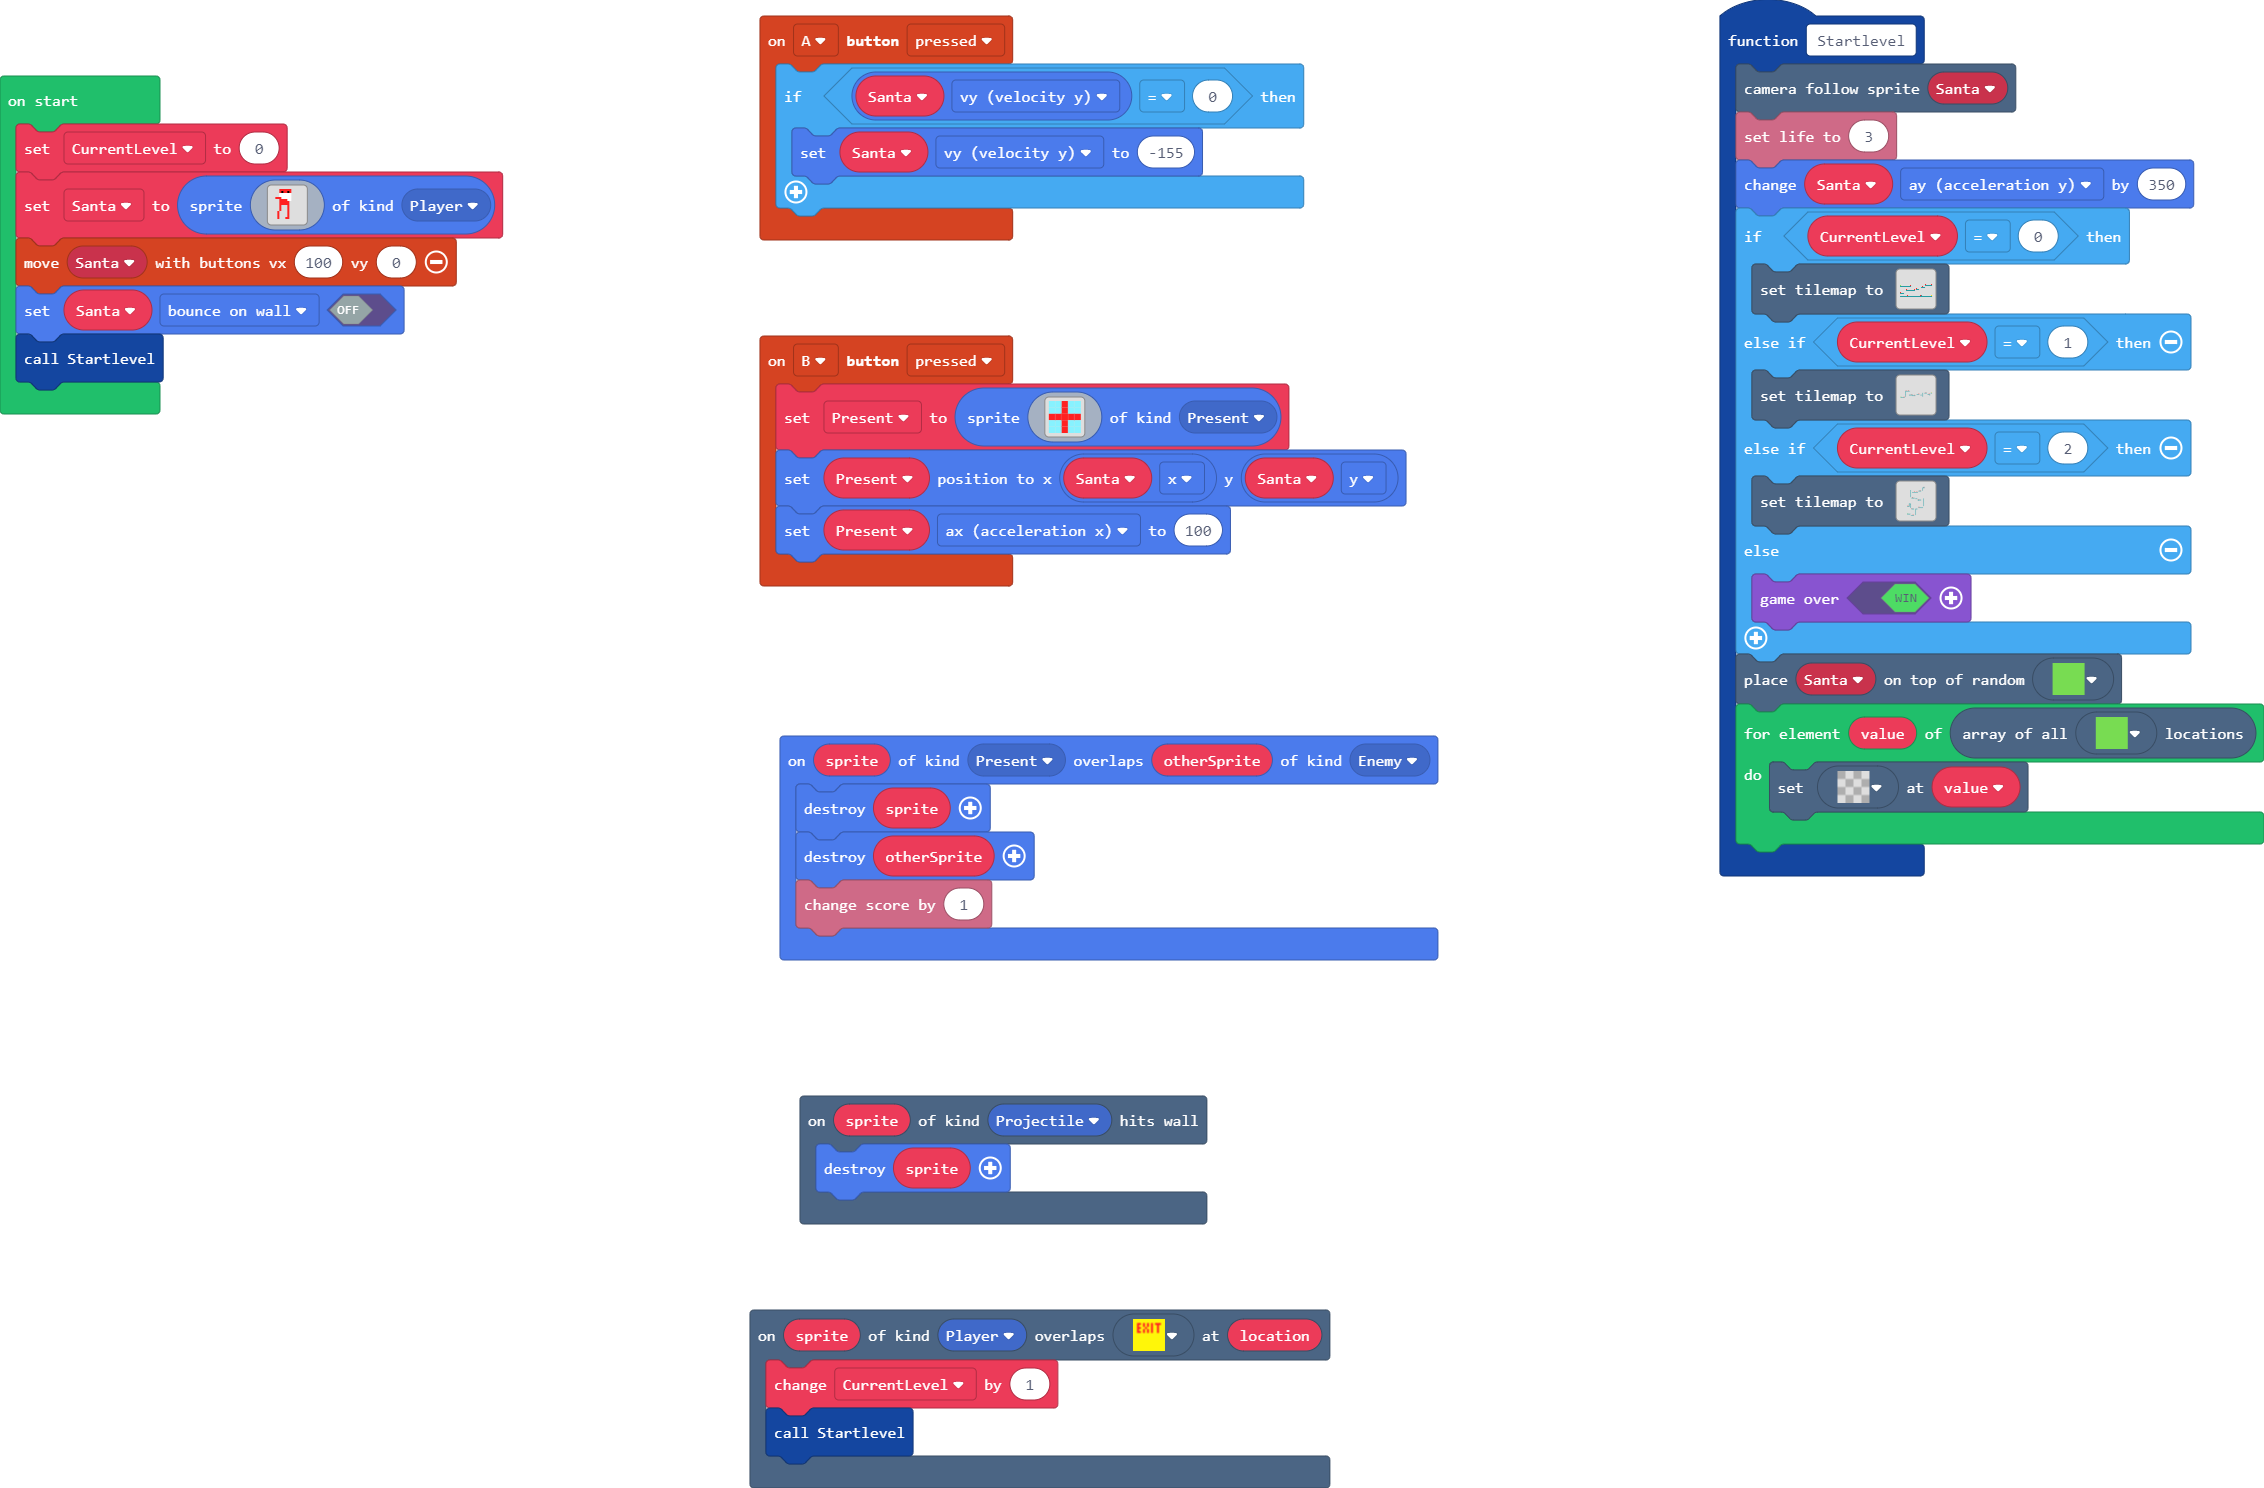 on start
set CurrentLevel to 0
set Santa to sprite of kind Player
move Santa with buttons vx 100 vy 0
set Santa bounce on wall OFF
call Startlevel
on A button pressed
if Santa vy (velocity y) = 0 then
set Santa vy (velocity y) to -155
on B button pressed
set Present to sprite of kind Present
set Present position to x Santa x y Santa y
set Present ax (acceleration x) to 100
on sprite of kind Present overlaps otherSprite of kind Enemy
destroy sprite
destroy otherSprite
change score by 1
on sprite of kind Projectile hits wall
destroy sprite
on sprite of kind Player overlaps EXIT at location
change CurrentLevel by 1
call Startlevel
function Startlevel
camera follow sprite Santa
set life to 3
change Santa ay (acceleration y) by 350
if CurrentLevel = 0 then
set tilemap to
else if CurrentLevel = 1 then
set tilemap to
else if CurrentLevel = 2 then
set tilemap to
else
game over WIN
place Santa on top of random
for element value of array of all locations
do
set at value